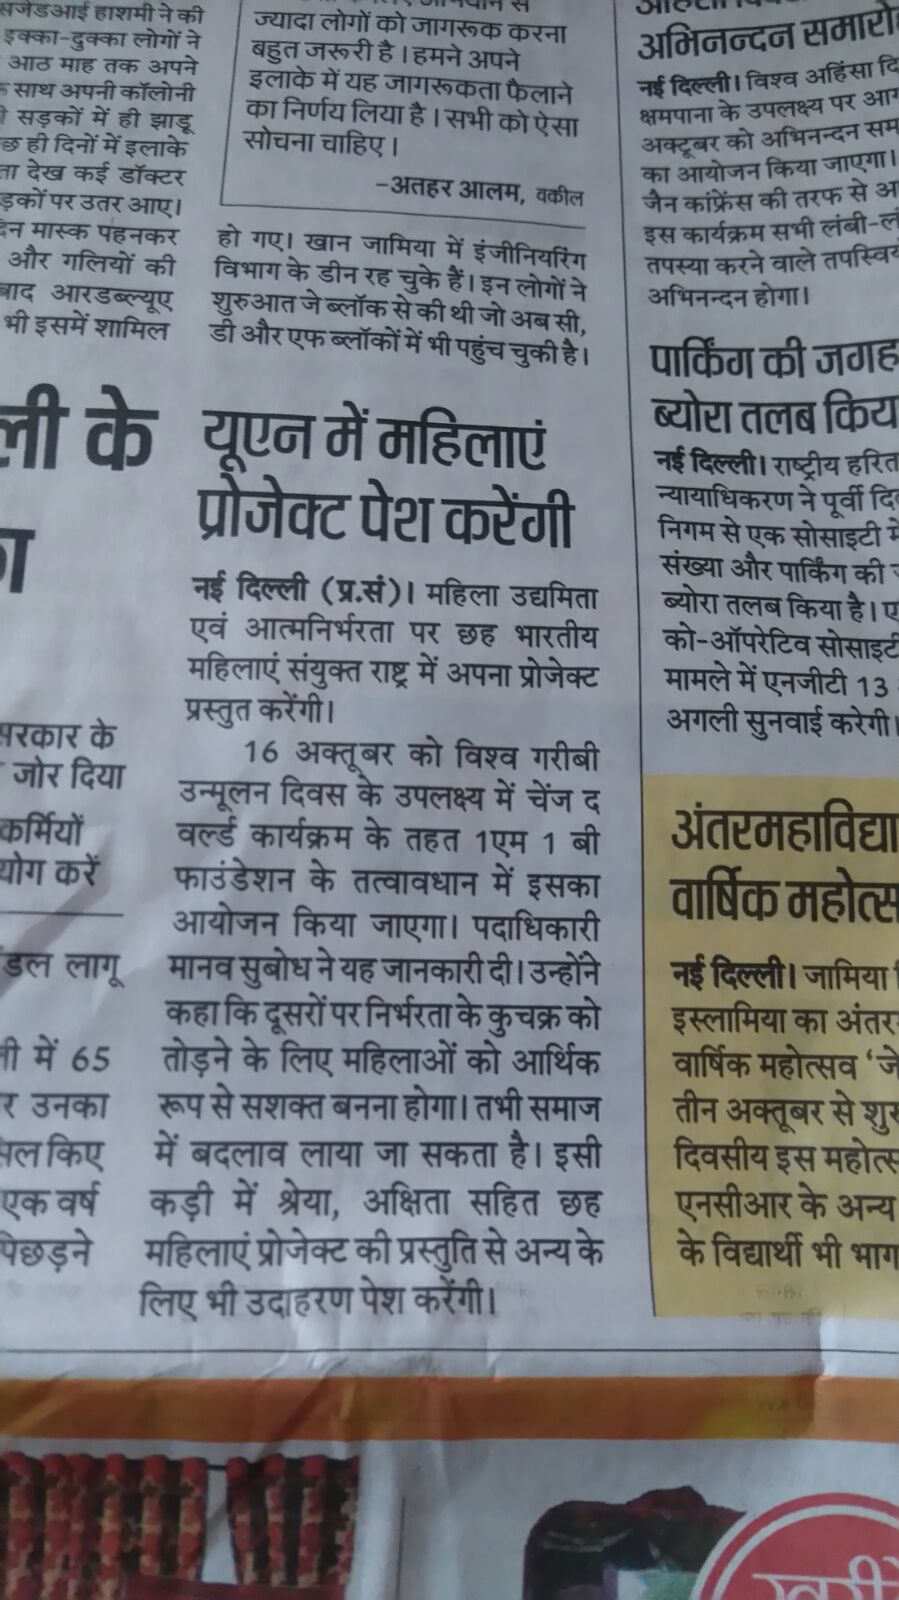 सजेडआई हाशमी ने की
इक्का-दुक्का लोगों ने
आठ माह तक अपने
साथ अपनी कॉलोनी
सड़कों में ही झाडू
ही दिनों में इलाके
देख कई डॉक्टर
पर उतर आए।
मास्क पहनकर
और गलियों की
आरडब्ल्यूए
भी इसमें शामिल
ज्यादा लोगों को जागरूक करना
बहुत जरूरी है। हमने अपने
इलाके में यह जागरूकता फैलाने
का निर्णय लिया है। सभी को ऐसा
सोचना चाहिए।
-अतहर आलम, वकील
हो गए। खान जामिया में इंजीनियरिंग
विभाग के डीन रह चुके हैं। इन लोगों ने
शुरुआत जे ब्लॉक से की थी जो अब सी,
डी और एफ ब्लॉकों में भी पहुंच चुकी है।
ली के
सरकार के
जोर दिया
कर्मियों
योग करें
लागू
में 65
उनका
किए
एक वर्ष
पिछड़ने
यूएन में महिलाएं
प्रोजेक्ट पेश करेंगी
नई दिल्ली (प्र.सं)। महिला उद्यमिता
एवं आत्मनिर्भरता पर छह भारतीय
महिलाएं संयुक्त राष्ट्र में अपना प्रोजेक्ट
प्रस्तुत करेंगी।
16 अक्तूबर को विश्व गरीबी
उन्मूलन दिवस के उपलक्ष्य में चेंज द
वर्ल्ड कार्यक्रम के तहत 1एम 1 बी
फाउंडेशन के तत्वावधान में इसका
आयोजन किया जाएगा। पदाधिकारी
मानव सुबोध ने यह जानकारी दी। उन्होंने
कहा कि दूसरों पर निर्भरता के कुचक्र को
तोड़ने के लिए महिलाओं को आर्थिक
रूप से सशक्त बनना होगा। तभी समाज
में बदलाव लाया जा सकता है। इसी
कड़ी में श्रेया, अक्षिता सहित छह
महिलाएं प्रोजेक्ट की प्रस्तुति से अन्य के
लिए भी उदाहरण पेश करेंगी।
अभिनन्दन समारो
नई दिल्ली। विश्व अहिंसा दि
क्षमपाना के उपलक्ष्य पर
अक्टूबर को अभिनन्दन सम
का आयोजन किया जाएगा।
जैन कांफ्रेंस की तरफ से
इस कार्यक्रम सभी लंबी-लं
तपस्या करने वाले तपस्विय
अभिनन्दन होगा।
पार्किंग की जगह
ब्योरा तलब किया
नई दिल्ली। राष्ट्रीय हरित
न्यायाधिकरण ने पूर्वी दि
निगम से एक सोसाइटी में
संख्या और पार्किंग की
ब्योरा तलब किया है।
को-ऑपरेटिव सोसाइटी
मामले में एनजीटी 13
अगली सुनवाई करेगी।
अंतरमहाविद्या
वार्षिक महोत्स
नई दिल्ली। जामिया
इस्लामिया का अंतर
वार्षिक महोत्सव 'जे
तीन अक्तूबर से शुरु
दिवसीय इस महोत्स
एनसीआर के अन्य
के विद्यार्थी भी भाग